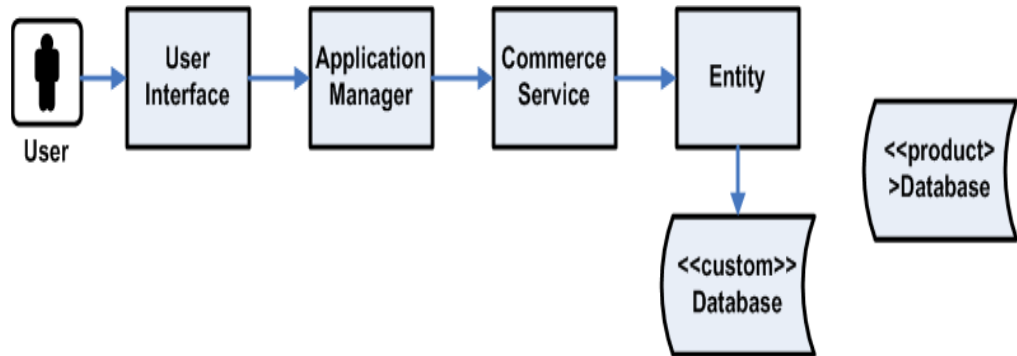 User
User
Interface
Application
Manager
Commerce
Service
Entity
<<product>
>Database
<<custom>>
Database